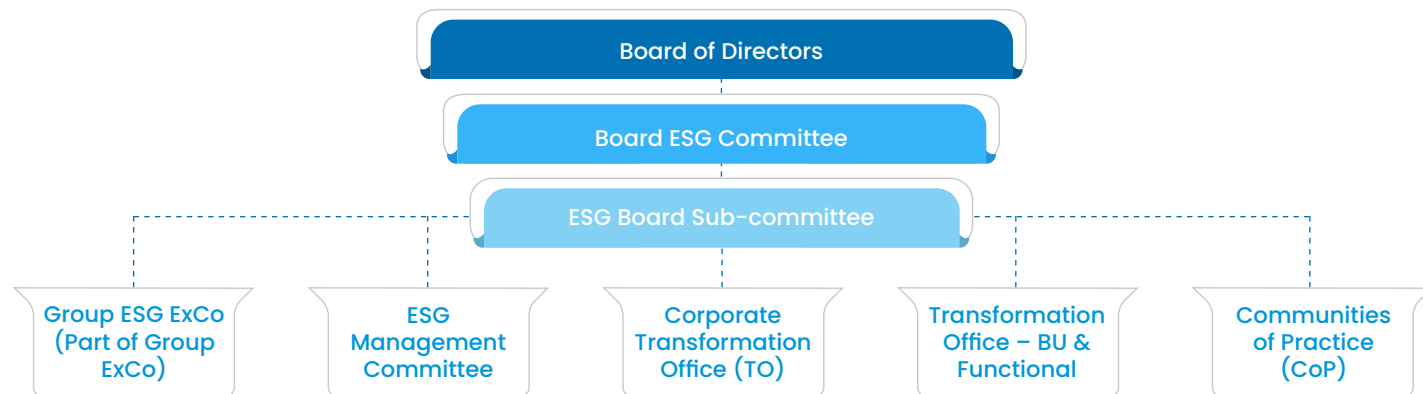 Board of Directors
Board ESG Committee
ESG Board Sub-committee
Group ESG ExCo
(Part of Group
ExCo)
ESG
Management
Committee
Corporate
Transformation
Office (TO)
Transformation
Office – BU &
Functional
Communities
of Practice
(CoP)